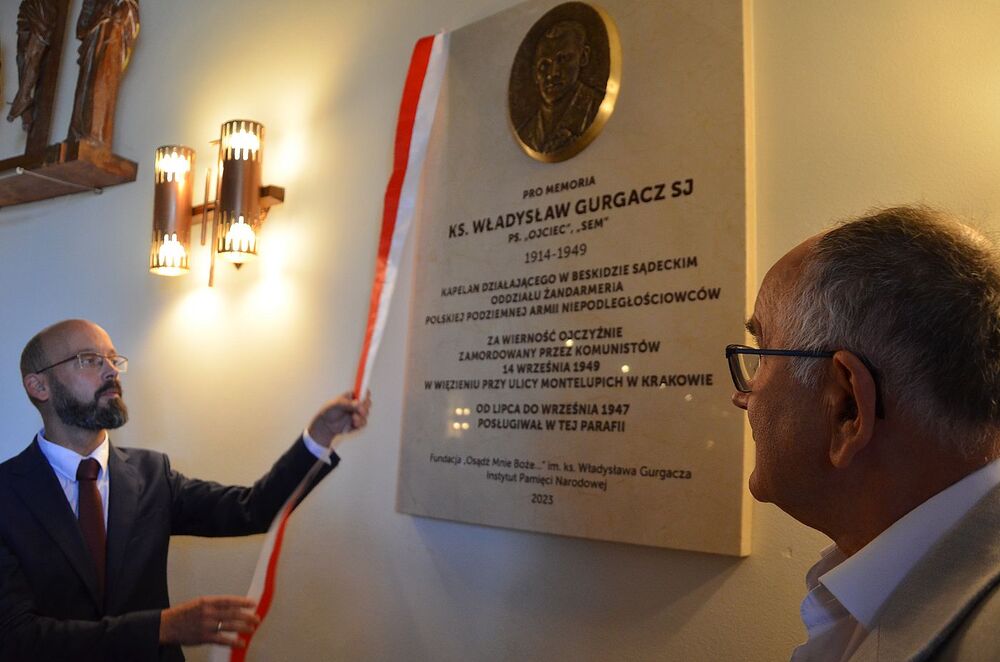 PRO MEMORIA
KS. WŁADYSŁAW GURGACZ SJ
PS. „OJCIEC”, „SEM”
1914-1949
KAPELAN DZIAŁAJĄCEGO W BESKIDZIE SĄDECKIM
ODDZIAŁU ŻANDARMERIA
POLSKIEJ PODZIEMNEJ ARMII NIEPODLEGŁOŚCIOWCÓW
ZA WIERNOŚĆ OJCZYŹNIE
ZAMORDOWANY PRZEZ KOMUNISTÓW
14 WRZEŚNIA 1949
W WIĘZIENIU PRZY ULICY MONTELUPICH W KRAKOWIE
OD LIPCA DO WRZEŚNIA 1947
POSŁUGIWAŁ W TEJ PARAFII
Fundacja „Osądź Mnie Boże...” im. ks. Władysława Gurgacza
Instytut Pamięci Narodowej
2023